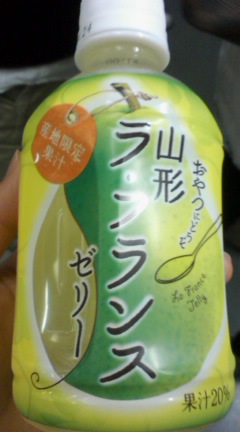 産地限定
果汁
山形
ラ・フランス
ゼリー
おやつにどうぞ
La France
Jelly
果汁20%